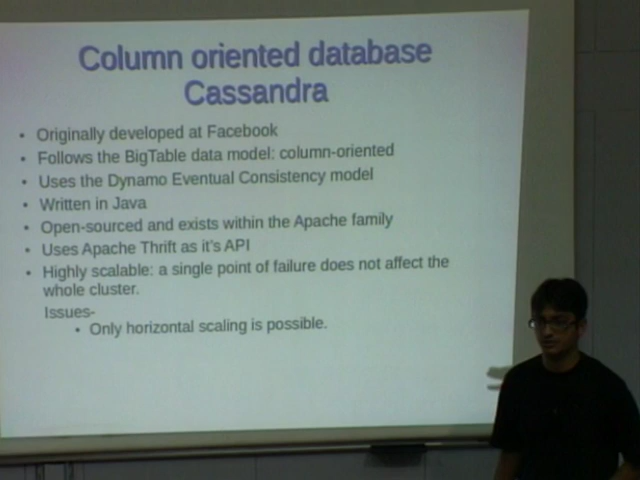 Column oriented database
Cassandra
• Originally developed at Facebook
• Follows the BigTable data model: column-oriented
• Uses the Dynamo Eventual Consistency model
• Written in Java
• Open-sourced and exists within the Apache family
• Uses Apache Thrift as it's API
• Highly scalable: a single point of failure does not affect the
whole cluster.
Issues-
• Only horizontal scaling is possible.